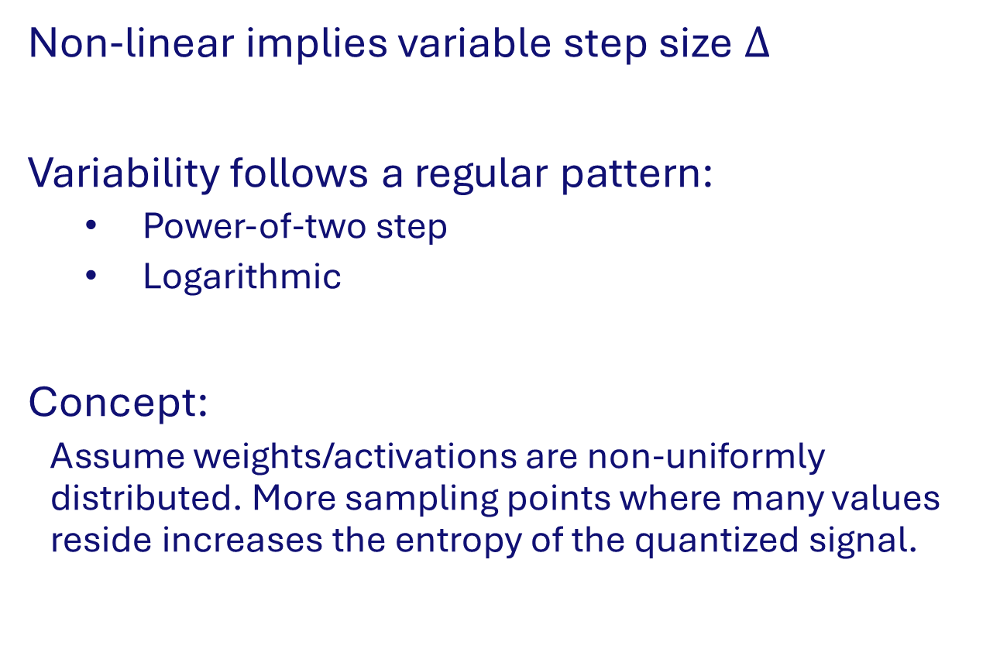 Non-linear implies variable step size Δ
Variability follows a regular pattern:
• Power-of-two step
• Logarithmic
Concept:
Assume weights/activations are non-uniformly
distributed. More sampling points where many values
reside increases the entropy of the quantized signal.